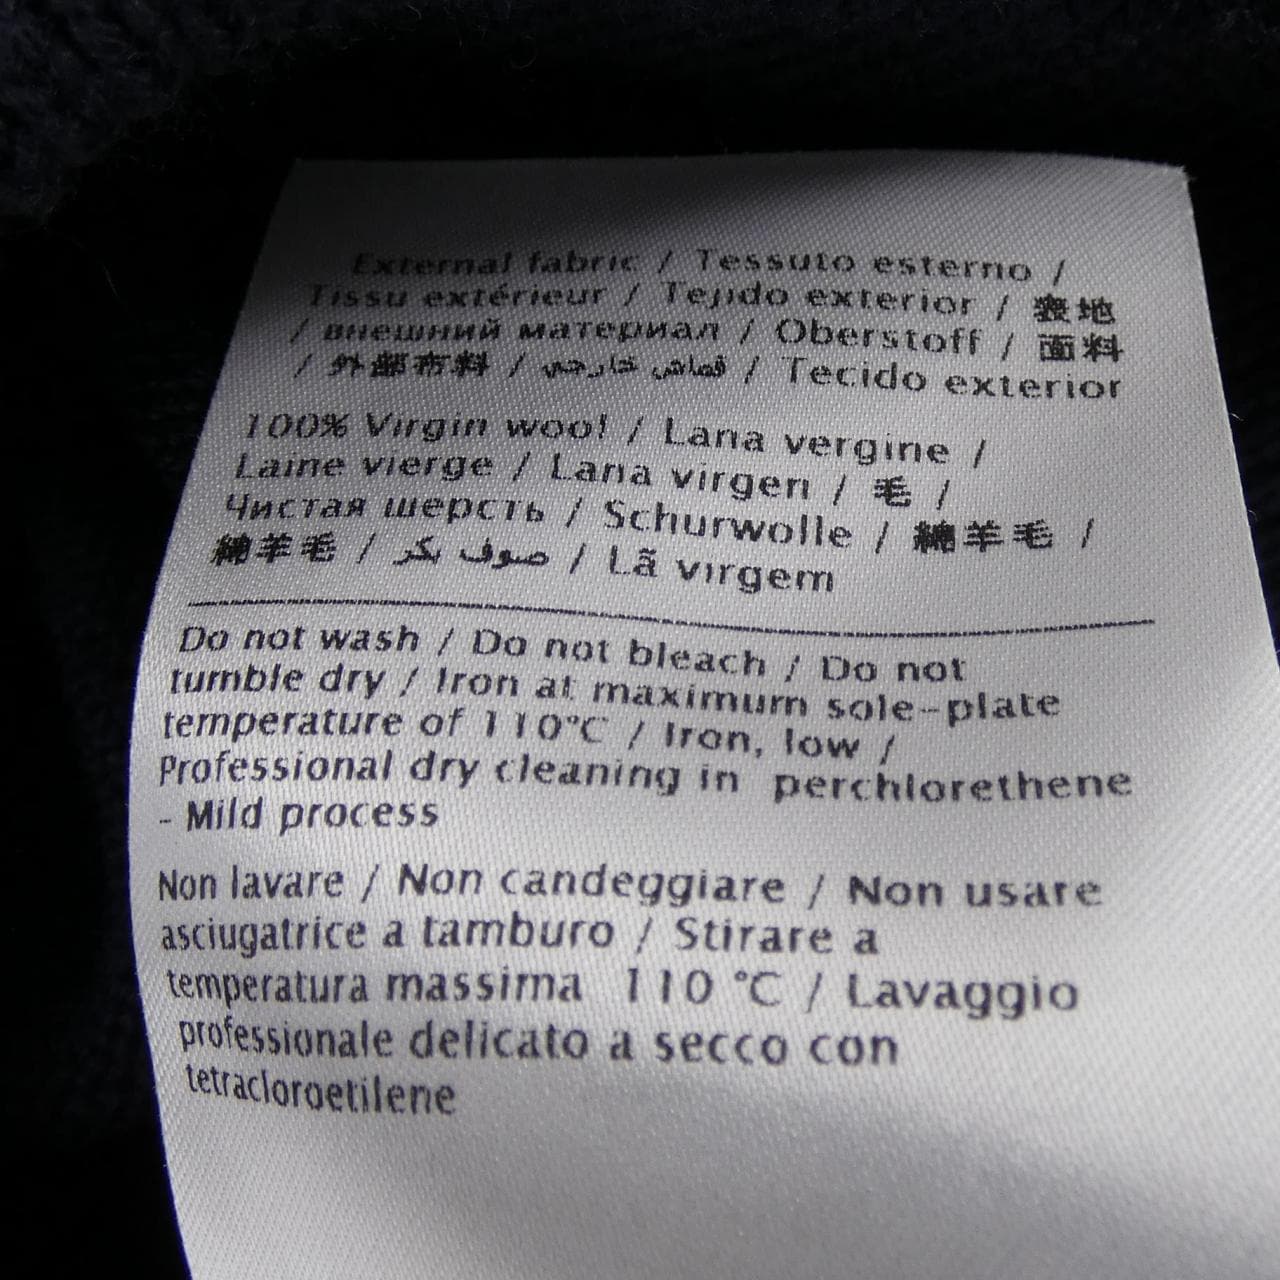 External fabric / Tessuto esterno /
Tissu extérieur / Tejido exterior / 表地
/ внешний материал / Oberstoff / 面料
/ 外部布料 / قماش خارجي / Tecido exterior
100% Virgin wool / Lana vergine /
Laine vierge / Lana virgen / 毛 /
Чистая шерсть / Schurwolle / 綿羊毛 /
綿羊毛 / صوف بكر / Lã virgem
Do not wash / Do not bleach / Do not
tumble dry / Iron at maximum sole-plate
temperature of 110°C / Iron, low /
Professional dry cleaning in perchlorethene
- Mild process
Non lavare / Non candeggiare / Non usare
asciugatrice a tamburo / Stirare a
temperatura massima 110 °C / Lavaggio
professionale delicato a secco con
tetracloroetilene